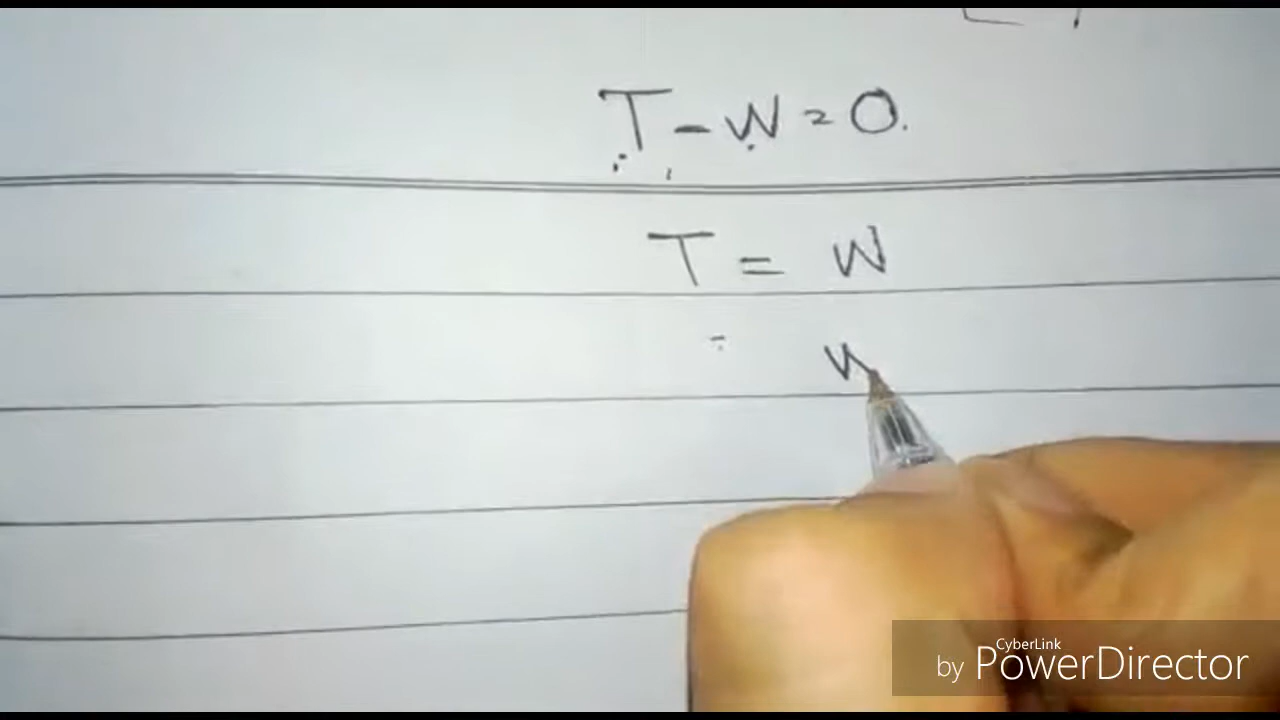 T - W = 0.
T = W
=
CyberLink
by PowerDirector